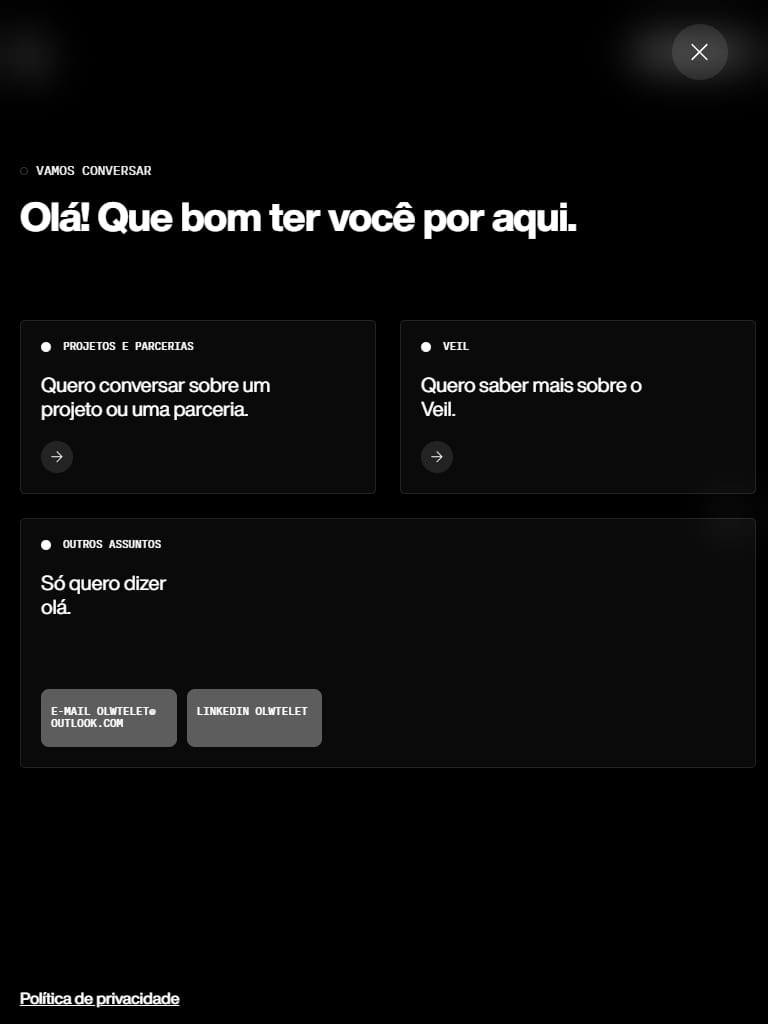 VAMOS CONVERSAR
Olá! Que bom ter você por aqui.
PROJETOS E PARCERIAS
Quero conversar sobre um
projeto ou uma parceria.
VEIL
Quero saber mais sobre o
Veil.
OUTROS ASSUNTOS
Só quero dizer
olá.
E-MAIL OLWTELET@
OUTLOOK.COM
LINKEDIN OLWTELET
Política de privacidade